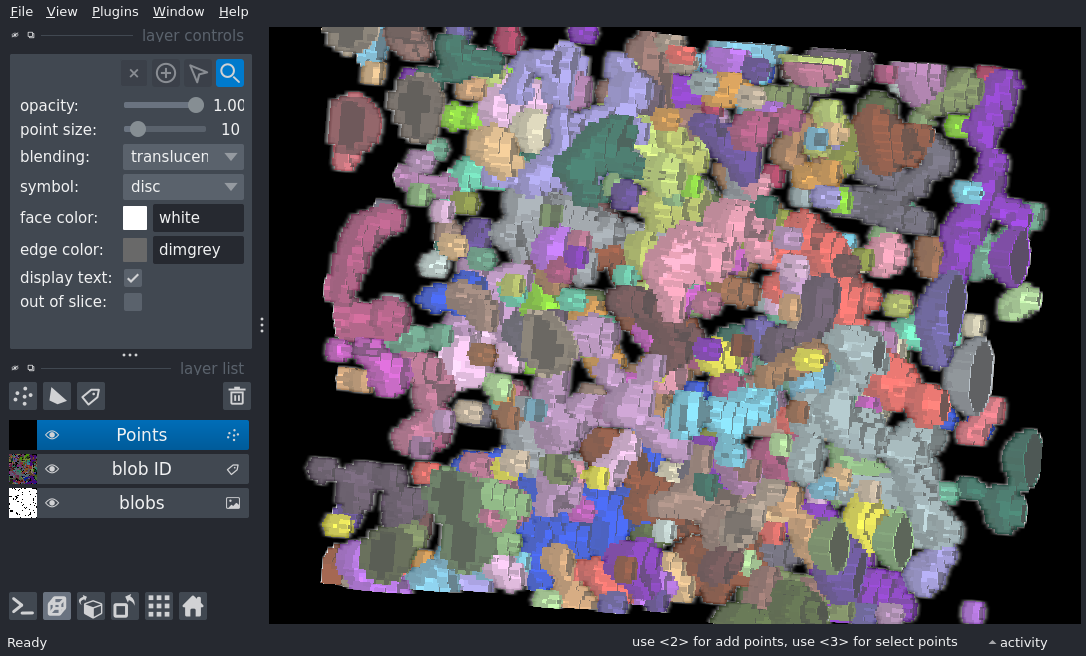 File View Plugins Window Help
layer controls
opacity: 1.00
point size: 10
blending: translucen
symbol: disc
face color: white
edge color: dimgrey
display text:
out of slice:
layer list
Points
blob ID
blobs
Ready
use <2> for add points, use <3> for select points
activity